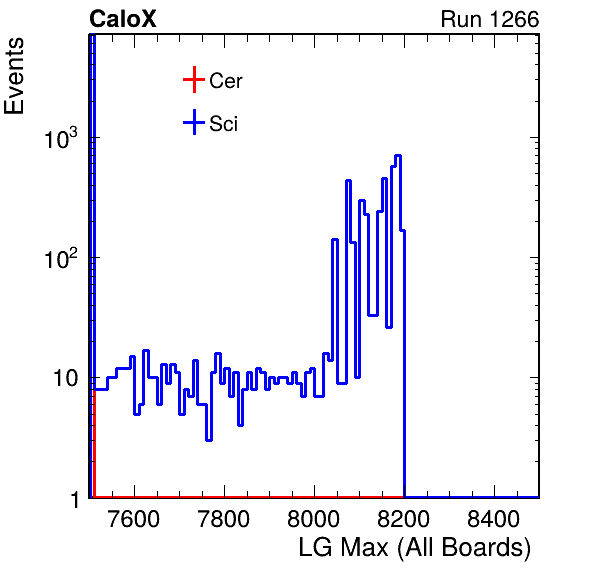 CaloX Run 1266
Events
Cer
Sci
10³
10²
10
1
7600 7800 8000 8200 8400
LG Max (All Boards)